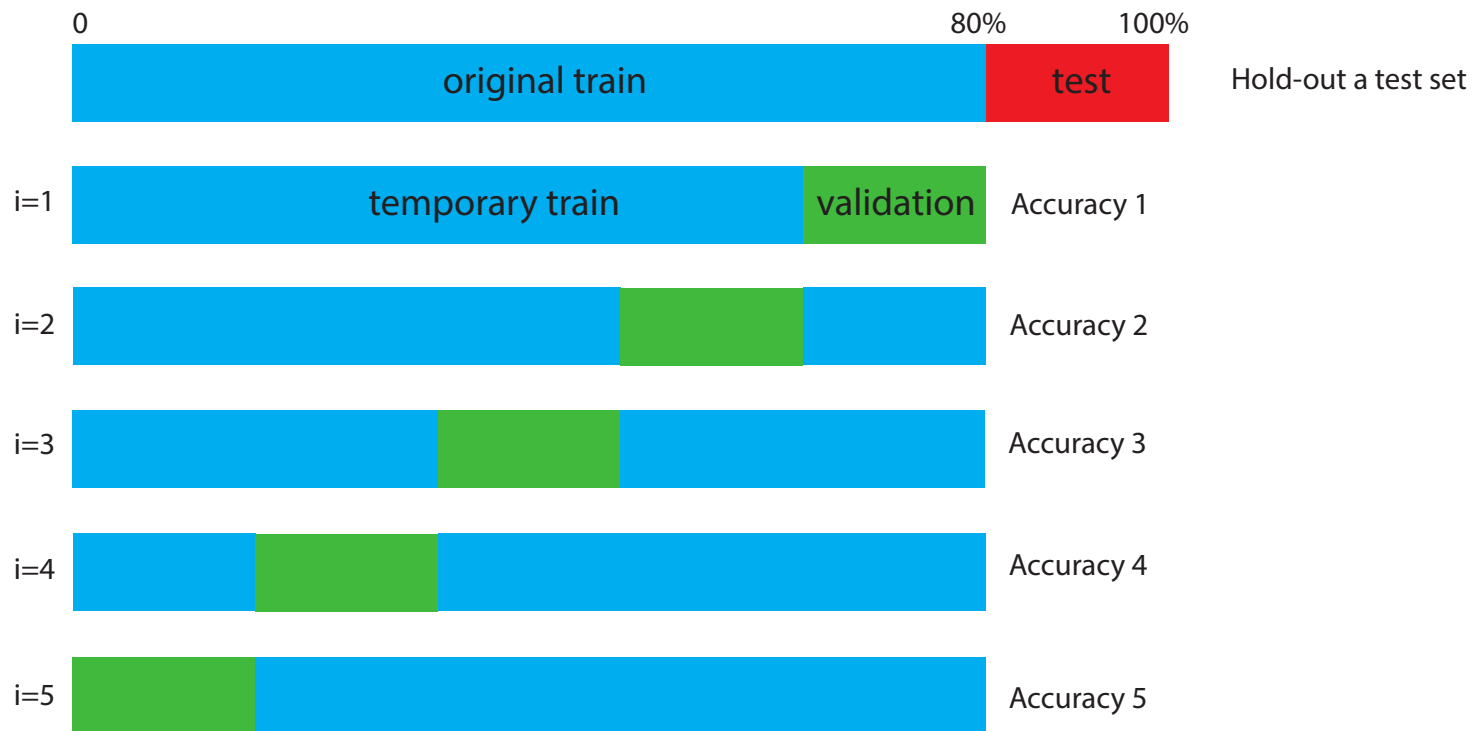 0 80% 100%
original train test Hold-out a test set
i=1 temporary train validation Accuracy 1
i=2 Accuracy 2
i=3 Accuracy 3
i=4 Accuracy 4
i=5 Accuracy 5